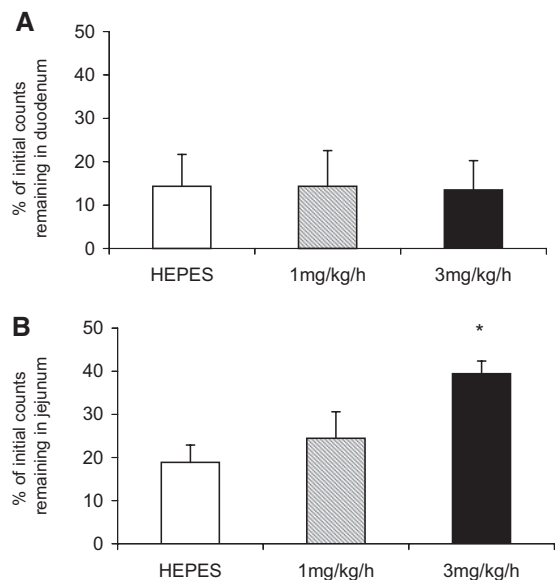 A
% of initial counts
remaining in duodenum
50
40
30
20
10
0
HEPES 1mg/kg/h 3mg/kg/h
B
% of initial counts
remaining in jejunum
50
40
30
20
10
0
*
HEPES 1mg/kg/h 3mg/kg/h